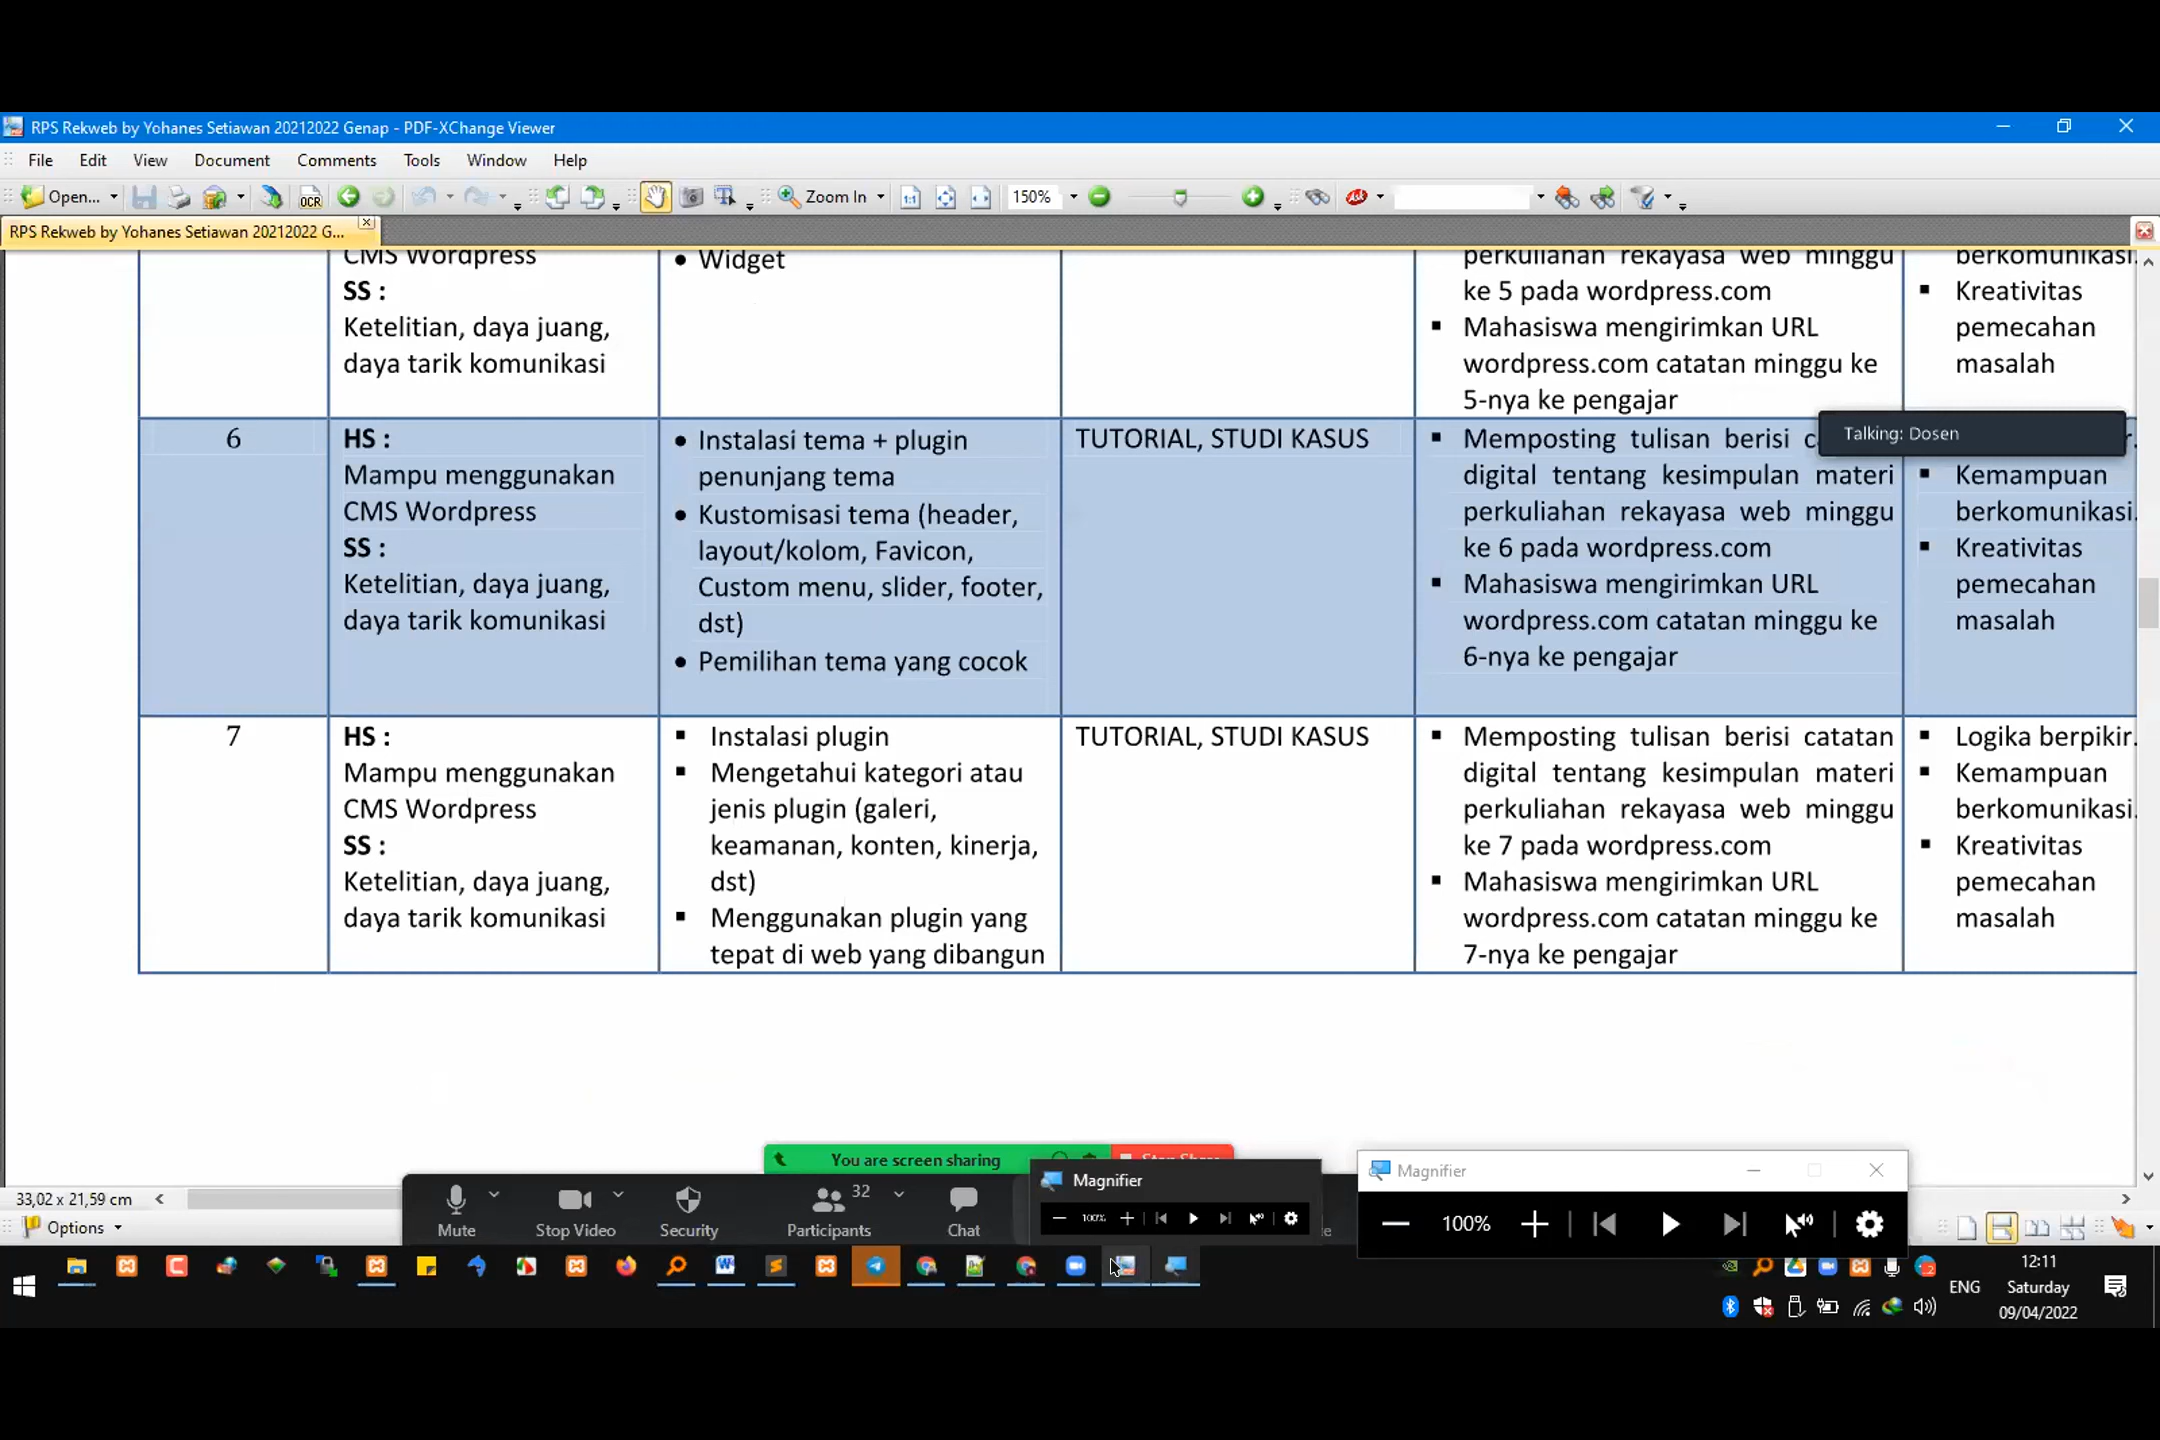 RPS Rekweb by Yohanes Setiawan 20212022 Genap - PDF-XChange Viewer
File Edit View Document Comments Tools Window Help
Open... OCR Zoom In 1:1 150%
RPS Rekweb by Yohanes Setiawan 20212022 G...
CMS Wordpress
SS :
Ketelitian, daya juang,
daya tarik komunikasi
• Widget
perkuliahan rekayasa web minggu
ke 5 pada wordpress.com
▪ Mahasiswa mengirimkan URL
wordpress.com catatan minggu ke
5-nya ke pengajar
berkomunikasi.
▪ Kreativitas
pemecahan
masalah
6
HS :
Mampu menggunakan
CMS Wordpress
SS :
Ketelitian, daya juang,
daya tarik komunikasi
• Instalasi tema + plugin
penunjang tema
• Kustomisasi tema (header,
layout/kolom, Favicon,
Custom menu, slider, footer,
dst)
• Pemilihan tema yang cocok
TUTORIAL, STUDI KASUS
▪ Memposting tulisan berisi
digital tentang kesimpulan materi
perkuliahan rekayasa web minggu
ke 6 pada wordpress.com
▪ Mahasiswa mengirimkan URL
wordpress.com catatan minggu ke
6-nya ke pengajar
Talking: Dosen
▪ Kemampuan
berkomunikasi.
▪ Kreativitas
pemecahan
masalah
7
HS :
Mampu menggunakan
CMS Wordpress
SS :
Ketelitian, daya juang,
daya tarik komunikasi
▪ Instalasi plugin
▪ Mengetahui kategori atau
jenis plugin (galeri,
keamanan, konten, kinerja,
dst)
▪ Menggunakan plugin yang
tepat di web yang dibangun
TUTORIAL, STUDI KASUS
▪ Memposting tulisan berisi catatan
digital tentang kesimpulan materi
perkuliahan rekayasa web minggu
ke 7 pada wordpress.com
▪ Mahasiswa mengirimkan URL
wordpress.com catatan minggu ke
7-nya ke pengajar
▪ Logika berpikir.
▪ Kemampuan
berkomunikasi.
▪ Kreativitas
pemecahan
masalah
You are screen sharing
33,02 x 21,59 cm
Options
Mute
Stop Video
Security
32
Participants
Chat
Magnifier
100%
Magnifier
100%
ENG
12:11
Saturday
09/04/2022